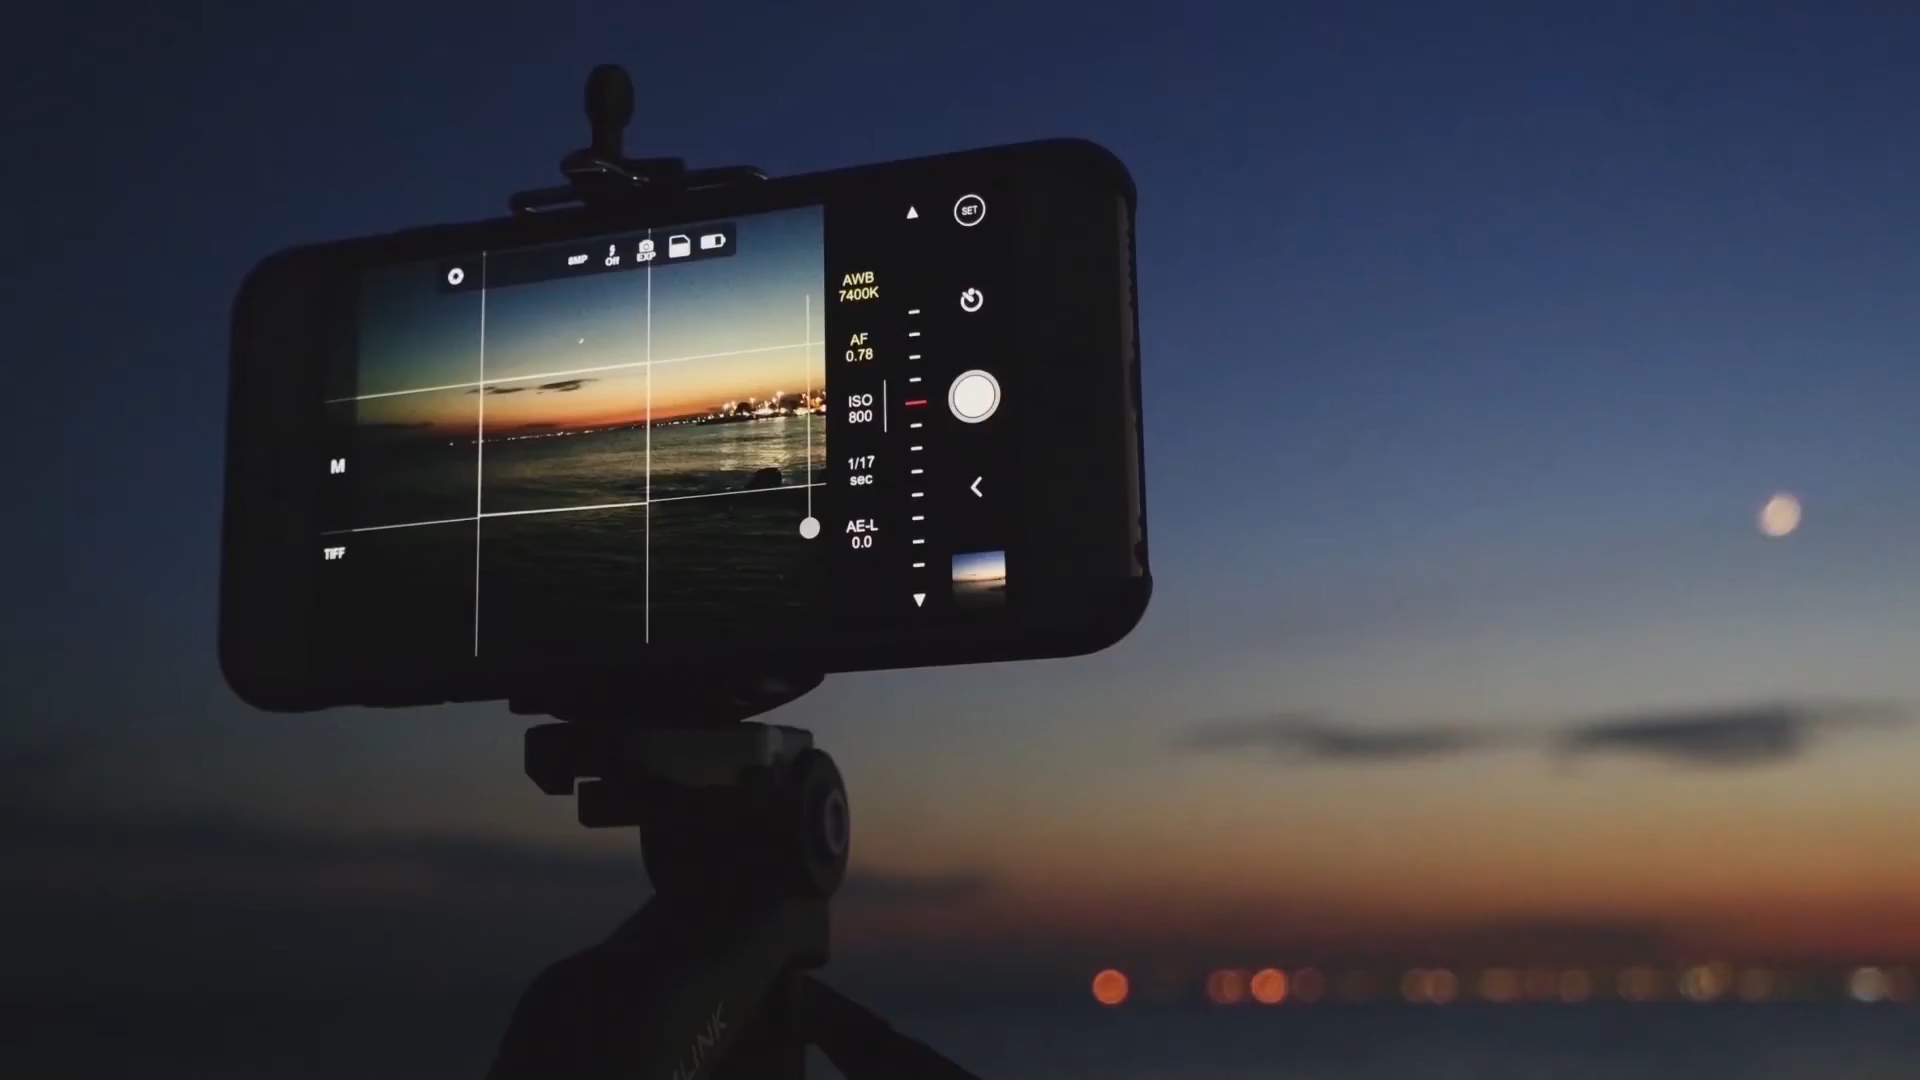 SET
8MP
Off
EXP
AWB
7400K
AF
0.78
ISO
800
M
1/17
sec
AE-L
0.0
TIFF